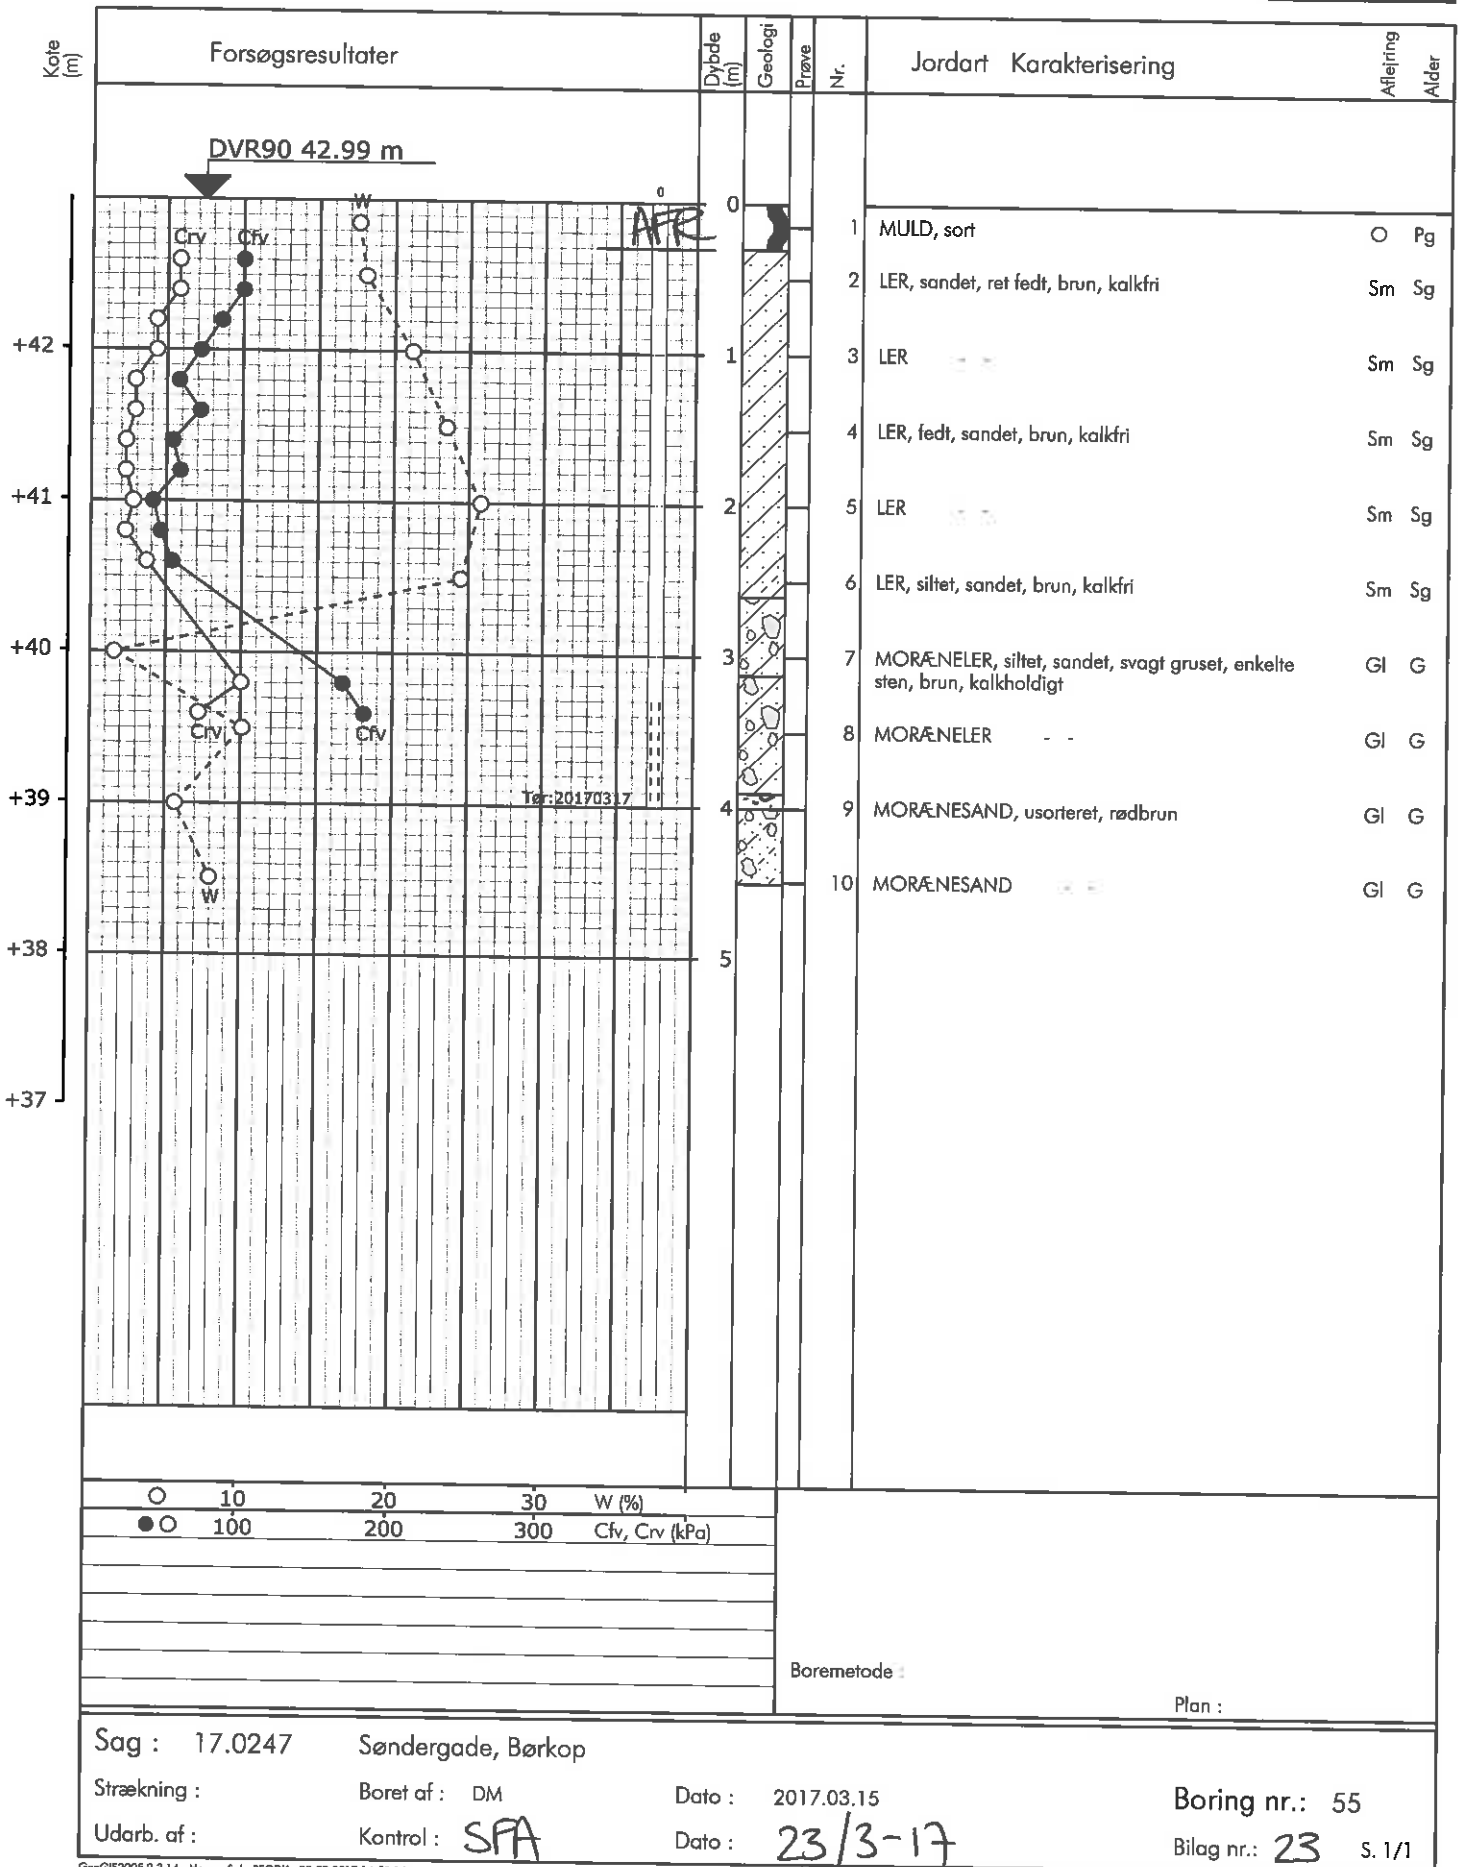 Kote (m)
Forsøgsresultater
Dybde (m)
Geologi
Prøve
Nr.
Jordart Karakterisering
Aflejring
Alder
DVR90 42.99 m
W
0
AFR
Crv Cfv
0
1 MULD, sort O Pg
2 LER, sandet, ret fedt, brun, kalkfri Sm Sg
+42
1
3 LER - - Sm Sg
4 LER, fedt, sandet, brun, kalkfri Sm Sg
+41
2
5 LER - - Sm Sg
6 LER, siltet, sandet, brun, kalkfri Sm Sg
+40
3
7 MORÆNELER, siltet, sandet, svagt gruset, enkelte Gl G
sten, brun, kalkholdigt
Crv Cfv
8 MORÆNELER - - Gl G
+39
Tør:20170317
4
9 MORÆNESAND, usorteret, rødbrun Gl G
W
10 MORÆNESAND - - Gl G
+38
5
+37
10 20 30 W (%)
100 200 300 Cfv, Crv (kPa)
Boremetode :
Plan :
Sag : 17.0247 Søndergade, Børkop
Strækning : Boret af : DM Dato : 2017.03.15 Boring nr.: 55
Udarb. af : Kontrol : SFA Dato : 23/3-17 Bilag nr.: 23 S. 1/1